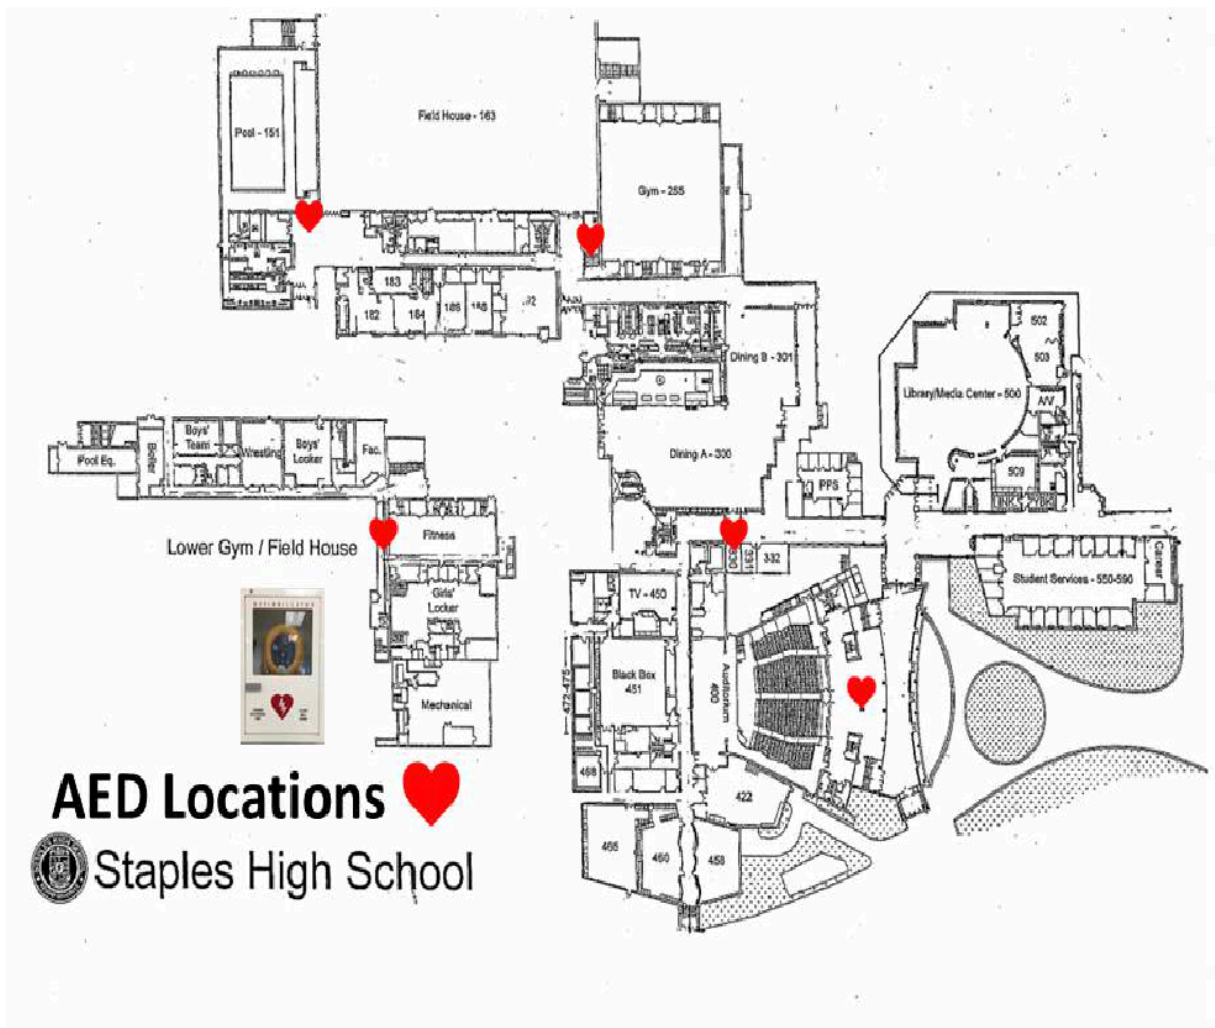 Field House - 163
Pool - 151
Gym - 255
183
182
184
186
502
503
Dining B - 301
Library/Media Center - 500
A/V
Boys'
Team
Wrestling
Boys'
Locker
Fac.
Pool Eq.
Dining A - 300
509
PPS
Fitness
Lower Gym / Field House
330
331
332
Student Services - 550-590
Career
Girls'
Locker
TV - 450
Black Box
451
472-475
Auditorium
400
Mechanical
468
422
AED Locations
Staples High School
460
458